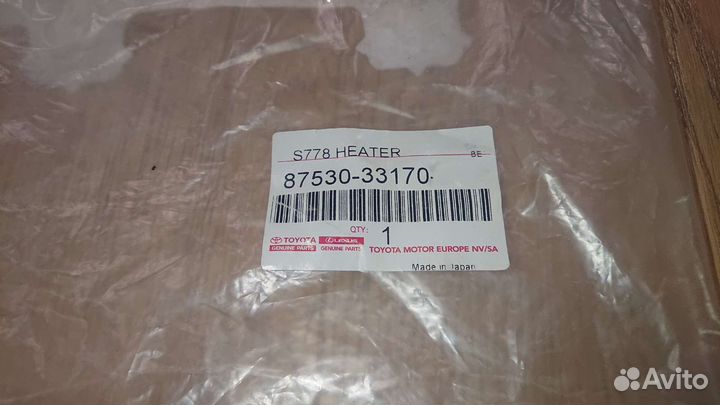 S778 HEATER BE
87530-33170
QTY: 1
TOYOTA LEXUS TOYOTA MOTOR EUROPE NV/SA
GENUINE PARTS GENUINE PARTS
Made in Japan
Avito